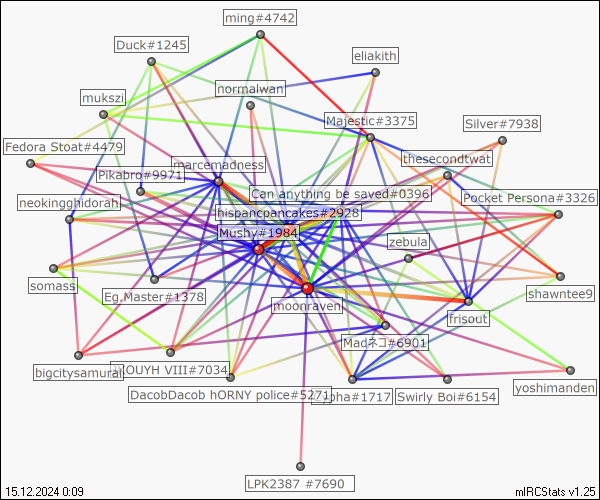 ming#4742
Duck#1245
eliakith
normalwan
mukszi
Majestic#3375
Silver#7938
Fedora Stoat#4479
marcemadness
thesecondtwat
Pikabro#9971
Can anything be saved#0396
Pocket Persona#3326
neokingghidorah
hispancpancakes#2928
Mushy#1984
zebula
somass
Eg.Master#1378
moonraven
shawntee9
frisout
Madネコ#6901
bigcitysamurai
OUYH VIII#7034
DacobDacob hORNY police#5271
pha#1717
Swirly Boi#6154
yoshimanden
LPK2387 #7690
15.12.2024 0:09
mIRCStats v1.25